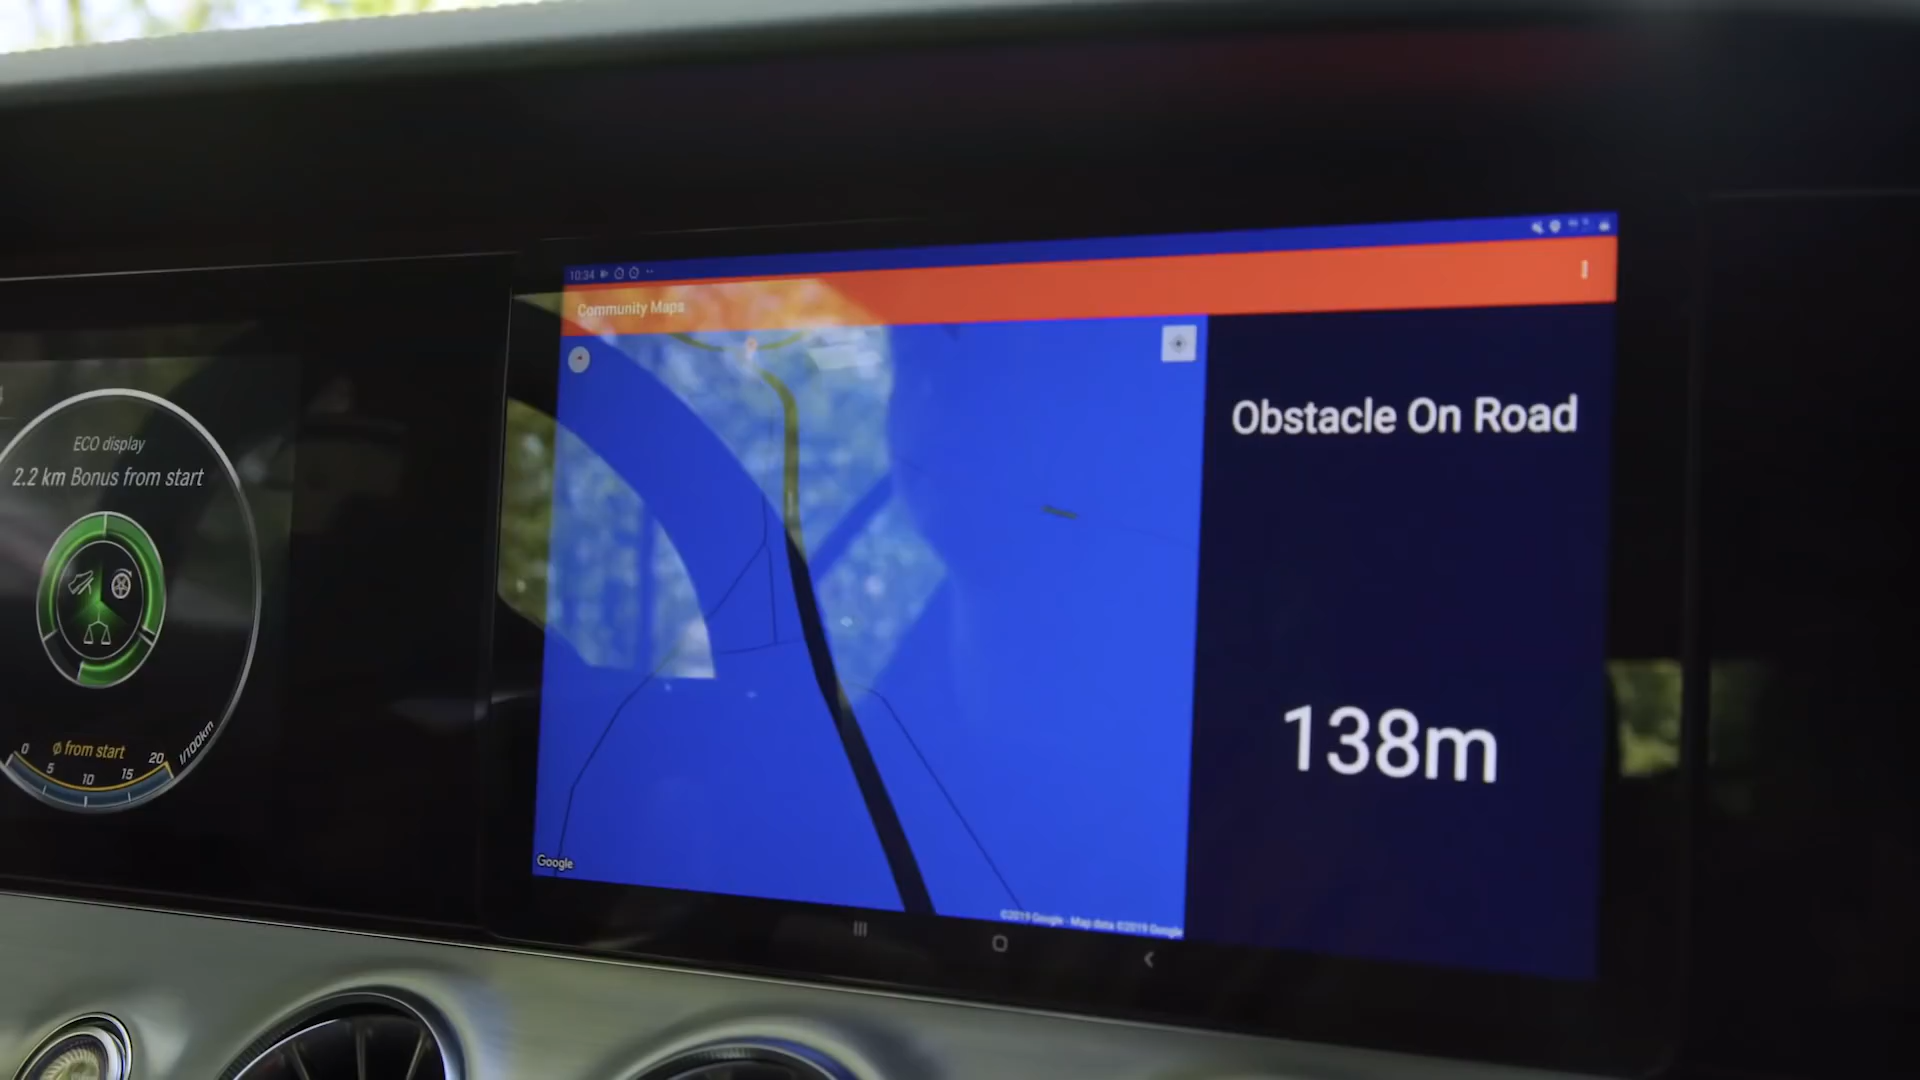 10:34
Community Maps
Obstacle On Road
138m
Google
©2019 Google - Map data ©2019 Google
ECO display
2.2 km Bonus from start
ø from start
0 5 10 15 20
l/100km